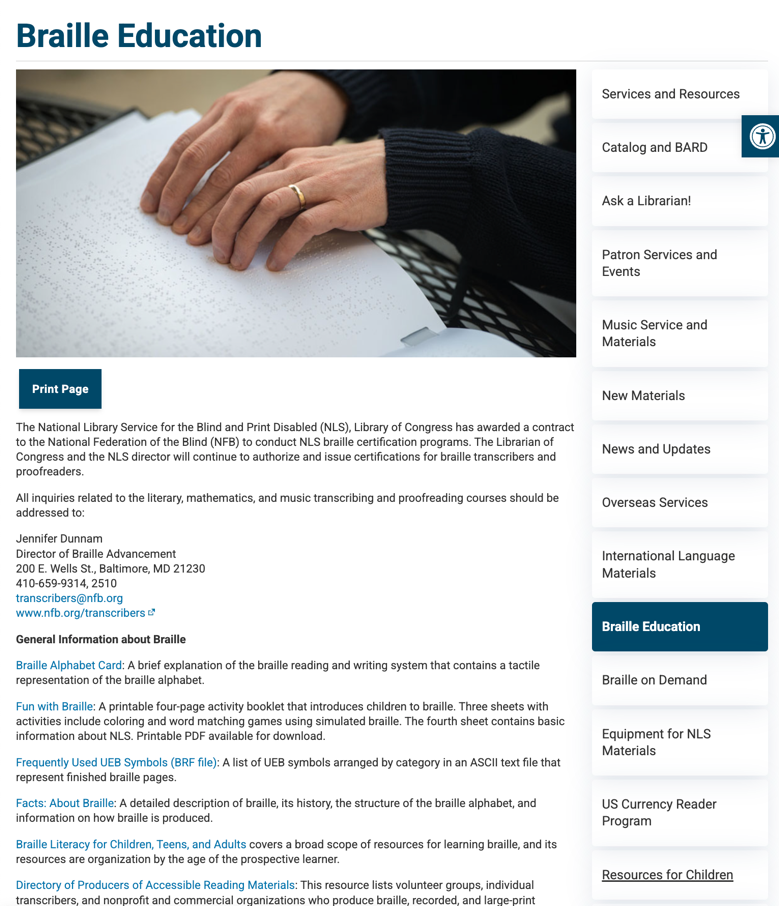 Braille Education
Print Page
The National Library Service for the Blind and Print Disabled (NLS), Library of Congress has awarded a contract
to the National Federation of the Blind (NFB) to conduct NLS braille certification programs. The Librarian of
Congress and the NLS director will continue to authorize and issue certifications for braille transcribers and
proofreaders.
All inquiries related to the literary, mathematics, and music transcribing and proofreading courses should be
addressed to:
Jennifer Dunnam
Director of Braille Advancement
200 E. Wells St., Baltimore, MD 21230
410-659-9314, 2510
transcribers@nfb.org
www.nfb.org/transcribers
General Information about Braille
Braille Alphabet Card: A brief explanation of the braille reading and writing system that contains a tactile
representation of the braille alphabet.
Fun with Braille: A printable four-page activity booklet that introduces children to braille. Three sheets with
activities include coloring and word matching games using simulated braille. The fourth sheet contains basic
information about NLS. Printable PDF available for download.
Frequently Used UEB Symbols (BRF file): A list of UEB symbols arranged by category in an ASCII text file that
represent finished braille pages.
Facts: About Braille: A detailed description of braille, its history, the structure of the braille alphabet, and
information on how braille is produced.
Braille Literacy for Children, Teens, and Adults covers a broad scope of resources for learning braille, and its
resources are organization by the age of the prospective learner.
Directory of Producers of Accessible Reading Materials: This resource lists volunteer groups, individual
transcribers, and nonprofit and commercial organizations who produce braille, recorded, and large-print
Services and Resources
Catalog and BARD
Ask a Librarian!
Patron Services and
Events
Music Service and
Materials
New Materials
News and Updates
Overseas Services
International Language
Materials
Braille Education
Braille on Demand
Equipment for NLS
Materials
US Currency Reader
Program
Resources for Children